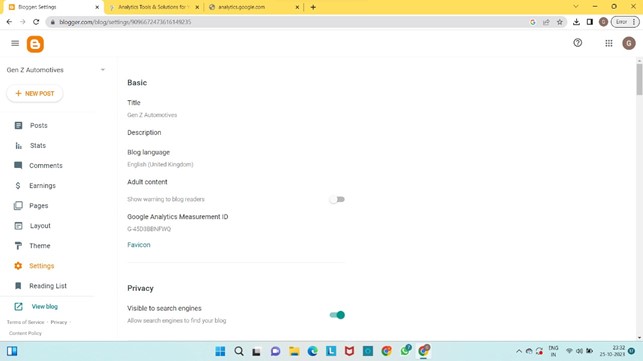 Blogger: Settings
Analytics Tools & Solutions for
analytics.google.com
blogger.com/blog/settings/9096672473616149235
Error
Gen Z Automotives
NEW POST
Posts
Stats
Comments
Earnings
Pages
Layout
Theme
Settings
Reading List
View blog
Terms of Service · Privacy
Content Policy
Basic
Title
Gen Z Automotives
Description
Blog language
English (United Kingdom)
Adult content
Show warning to blog readers
Google Analytics Measurement ID
G-45D3BBNFWQ
Favicon
Privacy
Visible to search engines
Allow search engines to find your blog
ENG
IN
23:32
25-10-2023